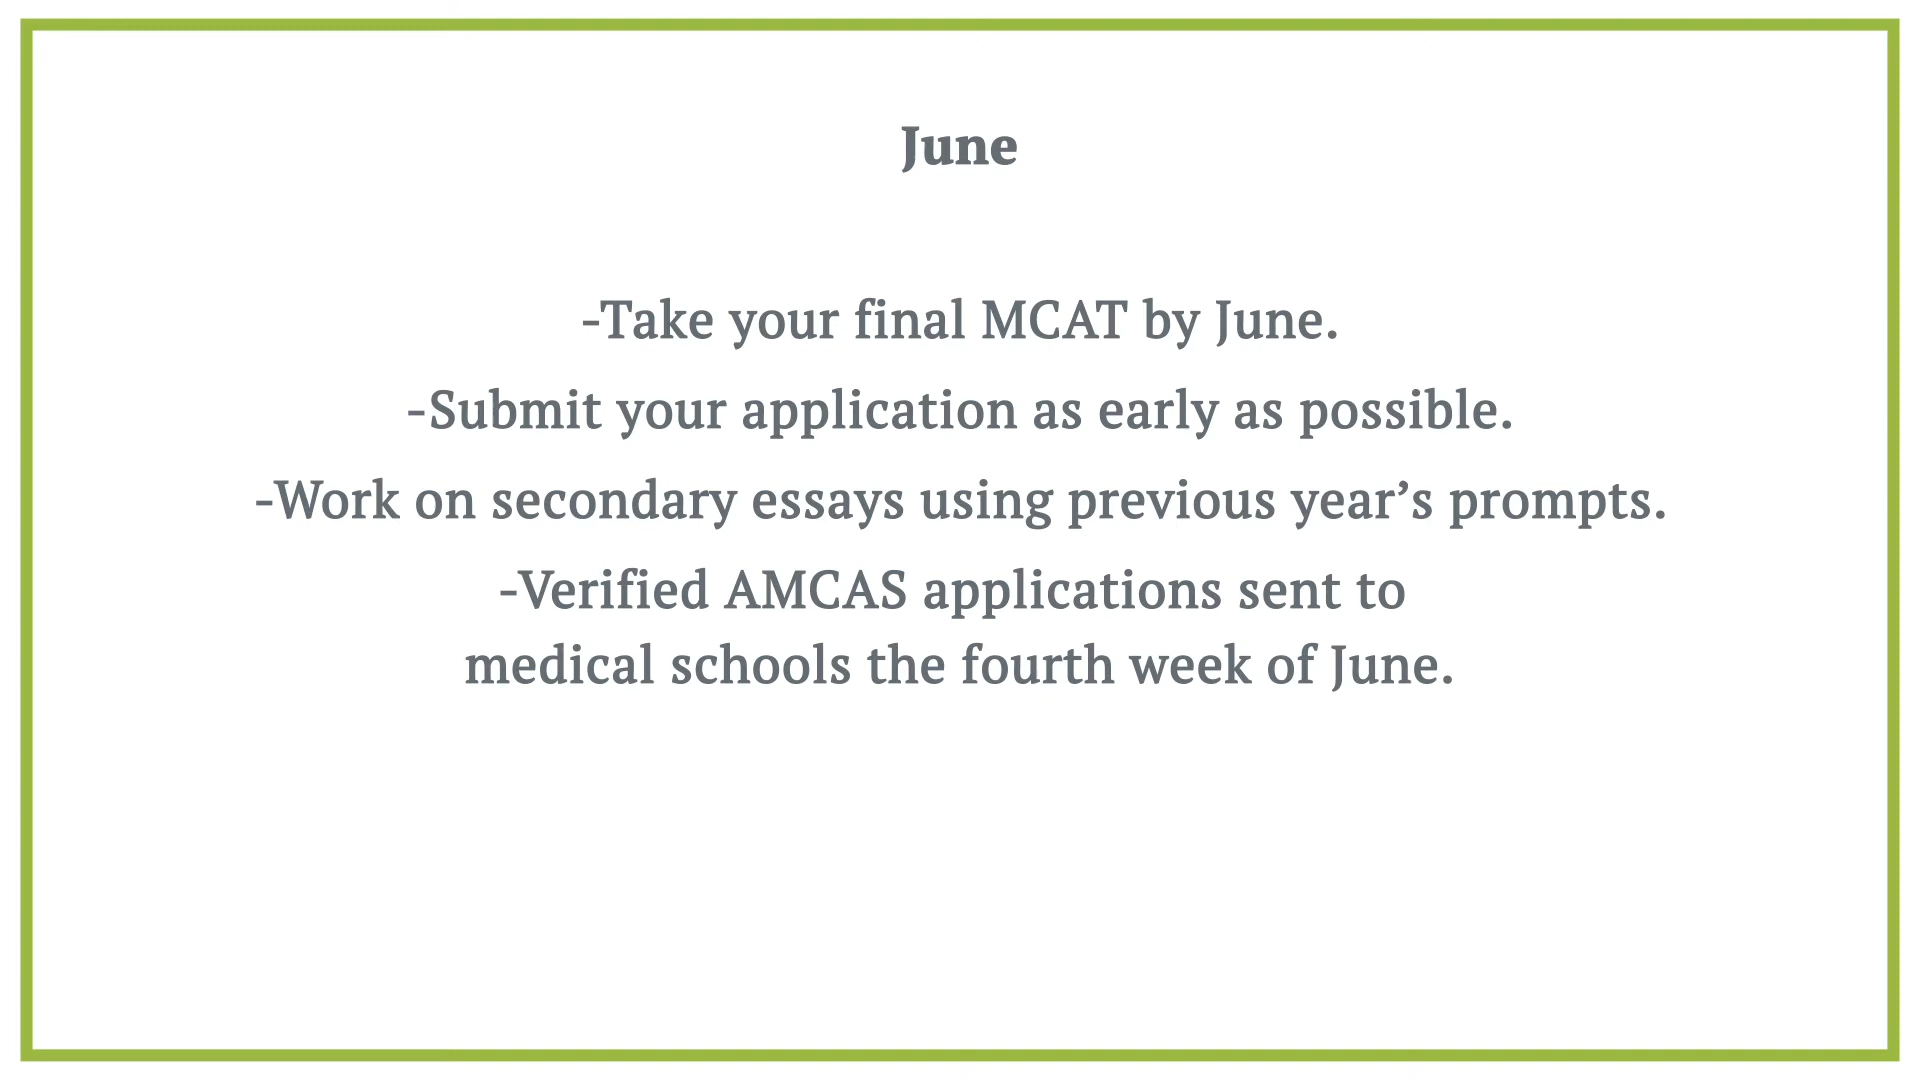 June
-Take your final MCAT by June.
-Submit your application as early as possible.
-Work on secondary essays using previous year’s prompts.
-Verified AMCAS applications sent to
medical schools the fourth week of June.